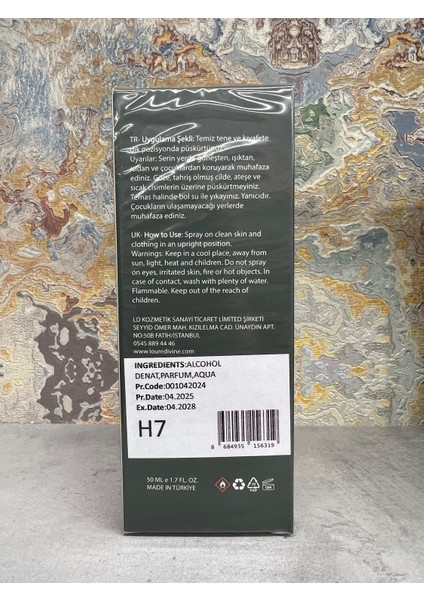 TR- Uygulama Şekli: Temiz tene ve kıyafete
dik pozisyonda püskürtünüz.
Uyarılar: Serin yerde güneşten, ışıktan,
ısıdan ve çocuklardan koruyarak muhafaza
ediniz. Göze, tahriş olmuş cilde, ateşe ve
sıcak cisimlerin üzerine püskürtmeyiniz.
Temas halinde bol su ile yıkayınız. Yanıcıdır.
Çocukların ulaşamayacağı yerlerde
muhafaza ediniz.
UK- How to Use: Spray on clean skin and
clothing in an upright position.
Warnings: Keep in a cool place, away from
sun, light, heat and children. Do not spray
on eyes, irritated skin, fire or hot objects. In
case of contact, wash with plenty of water.
Flammable. Keep out of the reach of
children.
LD KOZMETİK SANAYİ TİCARET LİMİTED ŞİRKETİ
SEYYİD ÖMER MAH. KIZILELMA CAD. ÜNAYDIN APT.
NO:50B FATİH/İSTANBUL
0545 889 44 46
www.louredivine.com
INGREDIENTS:ALCOHOL
DENAT,PARFUM,AQUA
Pr.Code:001042024
Pr.Date:04.2025
Ex.Date:04.2028
H7
8 684935 156319
50 ML e 1.7 FL. OZ.
MADE IN TÜRKİYE